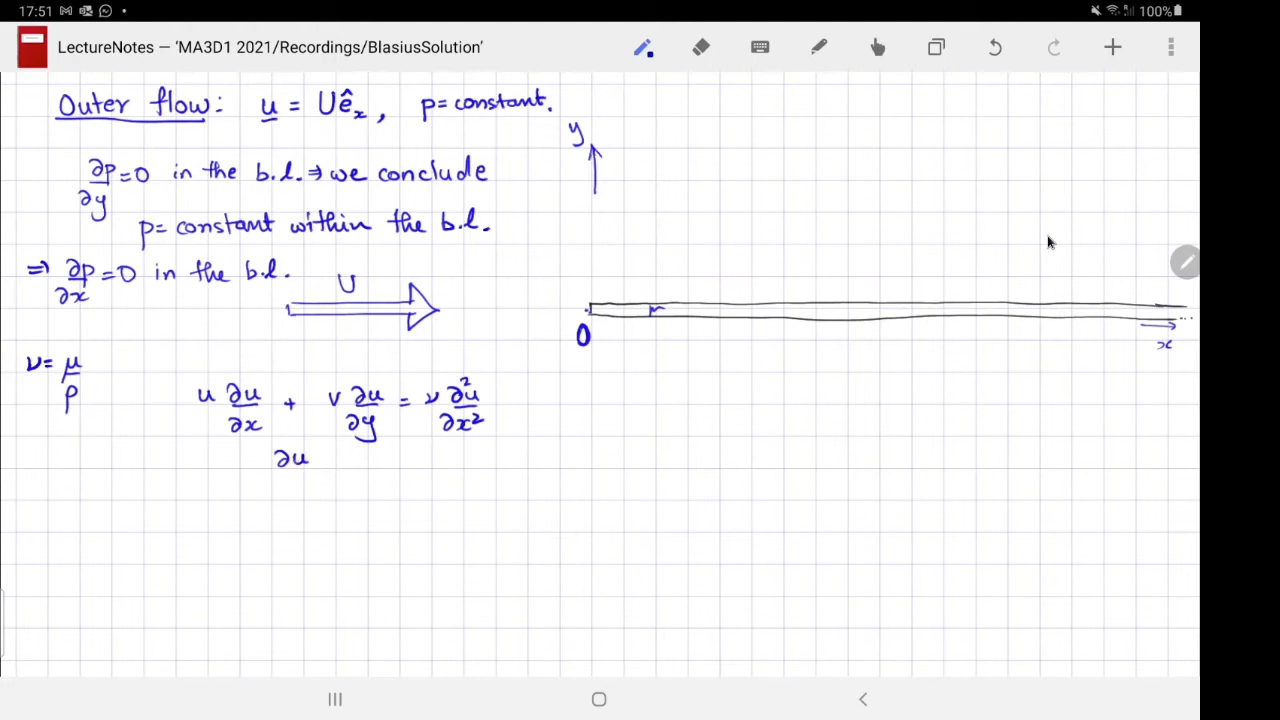 17:51
100%
LectureNotes — ‘MA3D1 2021/Recordings/BlasiusSolution’
Outer flow: u = Uêₓ, p = constant.
∂p/∂y = 0 in the b.l. ⇒ we conclude
p = constant within the b.l.
⇒ ∂p/∂x = 0 in the b.l.
U
y
0
x
ν = μ/ρ
u ∂u/∂x + v ∂u/∂y = ν ∂²u/∂x²
∂u